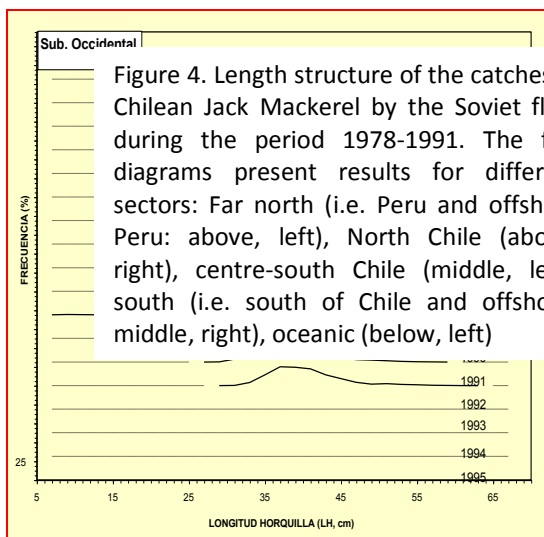 Sub. Occidental
Figure 4. Length structure of the catches
Chilean Jack Mackerel by the Soviet fl
during the period 1978-1991. The f
diagrams present results for differ
sectors: Far north (i.e. Peru and offsh
Peru: above, left), North Chile (abo
right), centre-south Chile (middle, le
south (i.e. south of Chile and offsho
middle, right), oceanic (below, left)
FRECUENCIA (%)
1991
1992
1993
1994
1995
25
5 15 25 35 45 55 65
LONGITUD HORQUILLA (LH, cm)